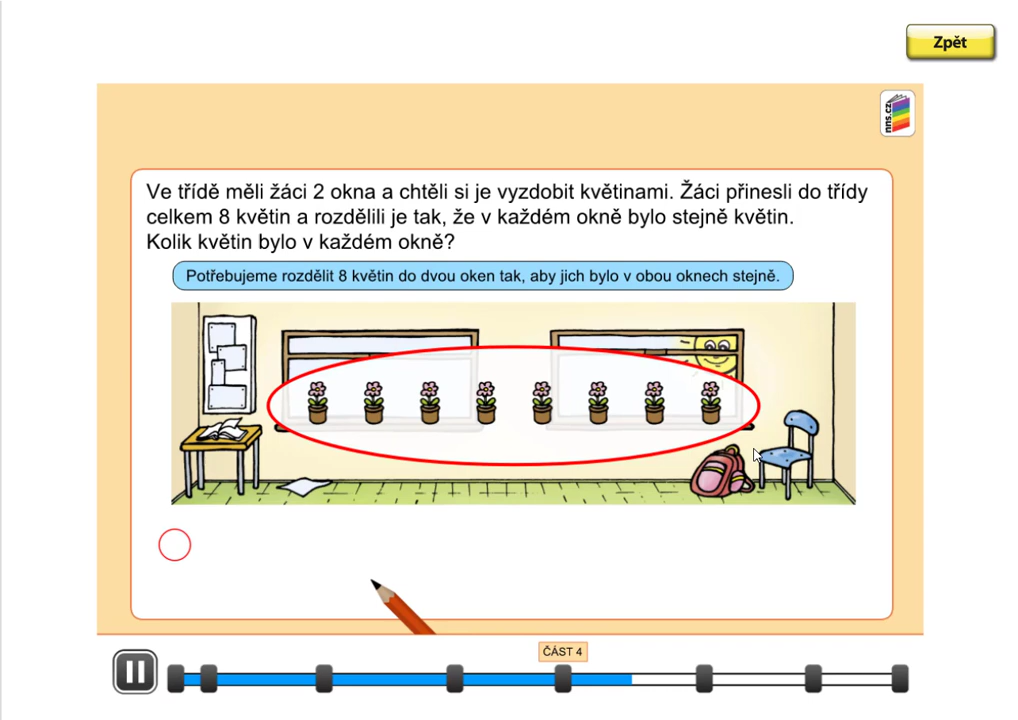 Zpět
nns.cz
Ve třídě měli žáci 2 okna a chtěli si je vyzdobit květinami. Žáci přinesli do třídy
celkem 8 květin a rozdělili je tak, že v každém okně bylo stejně květin.
Kolik květin bylo v každém okně?
Potřebujeme rozdělit 8 květin do dvou oken tak, aby jich bylo v obou oknech stejně.
ČÁST 4